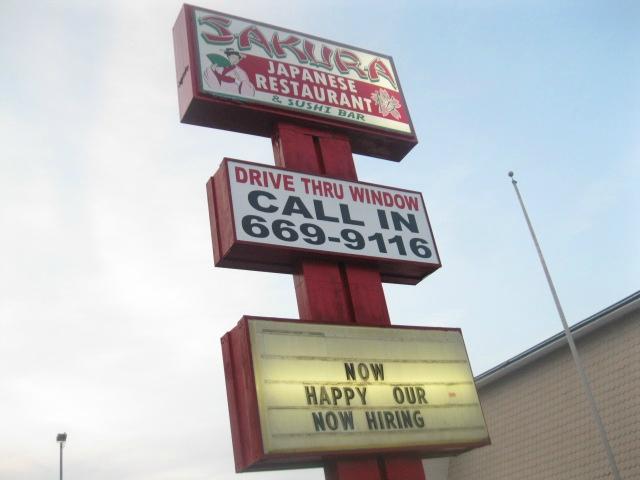 SAKURA
JAPANESE
RESTAURANT
& SUSHI BAR
DRIVE THRU WINDOW
CALL IN
669-9116
NOW
HAPPY OUR
NOW HIRING